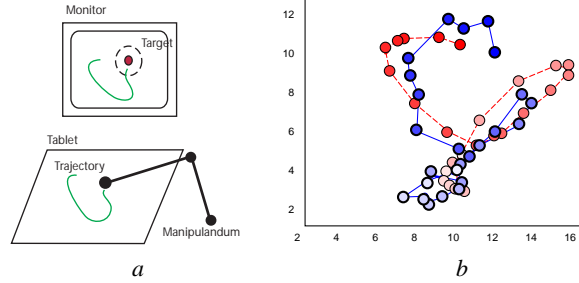 Monitor
Target
Tablet
Trajectory
Manipulandum
a
12
10
8
6
4
2
2 4 6 8 10 12 14 16
b